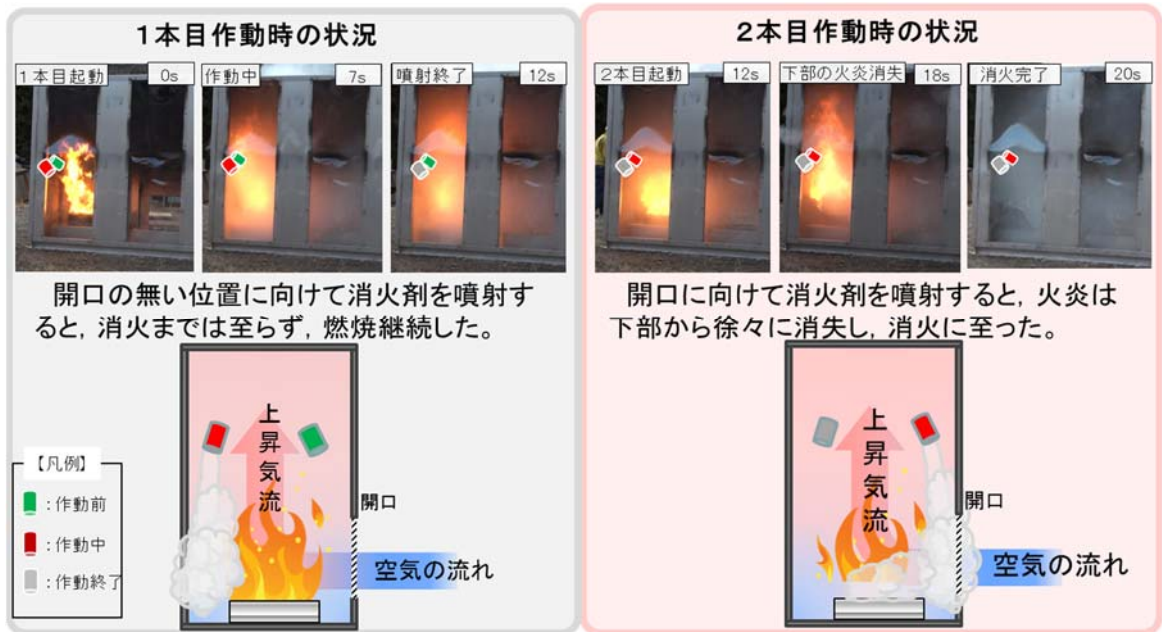 1本目作動時の状況
1本目起動 0s
作動中 7s
噴射終了 12s
開口の無い位置に向けて消火剤を噴射す
ると,消火までは至らず,燃焼継続した。
上昇気流
開口
空気の流れ
【凡例】
:作動前
:作動中
:作動終了
2本目作動時の状況
2本目起動 12s
下部の火炎消失 18s
消火完了 20s
開口に向けて消火剤を噴射すると,火炎は
下部から徐々に消失し,消火に至った。
上昇気流
開口
空気の流れ